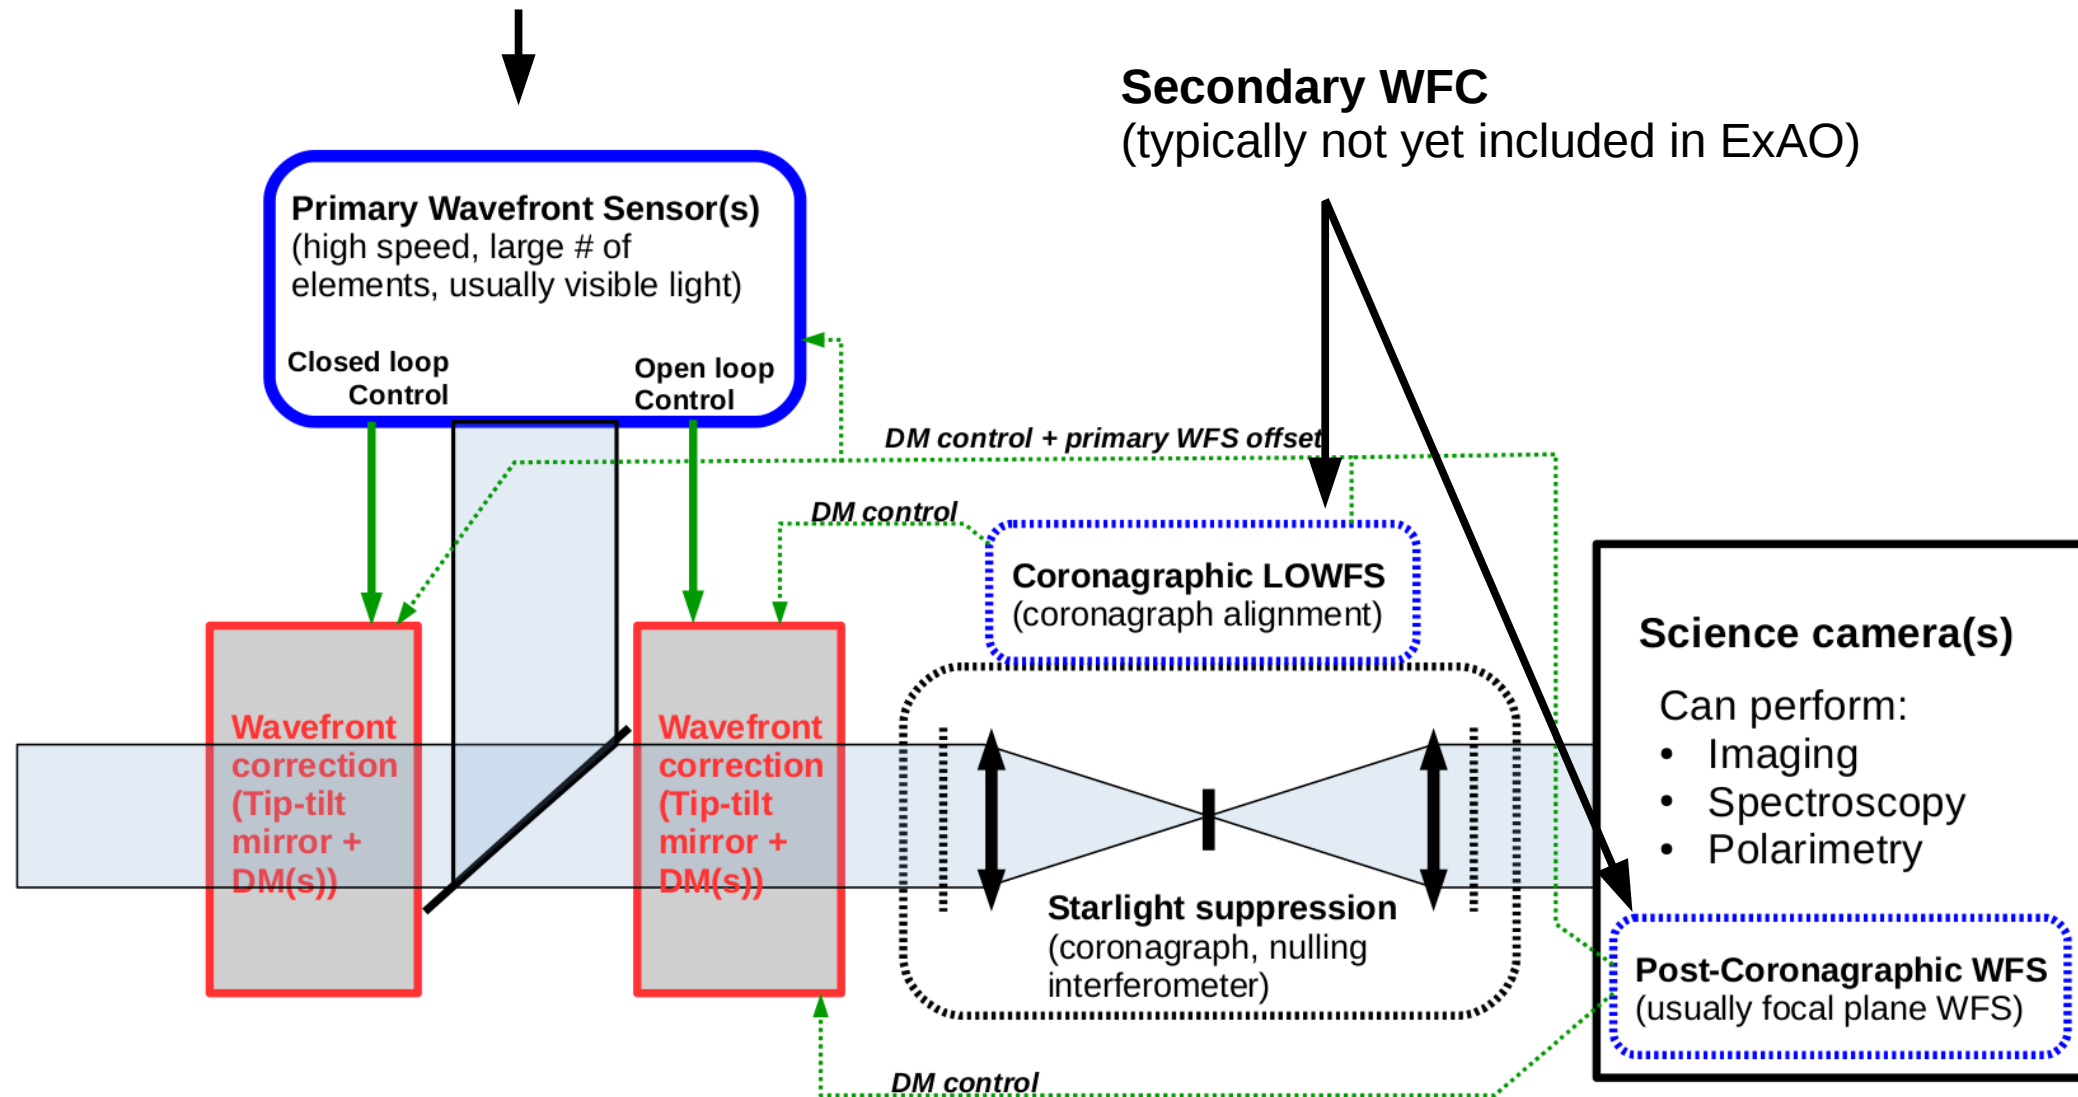 Secondary WFC
(typically not yet included in ExAO)
Primary Wavefront Sensor(s)
(high speed, large # of
elements, usually visible light)
Closed loop
Control
Open loop
Control
DM control + primary WFS offset
DM control
Coronagraphic LOWFS
(coronagraph alignment)
Wavefront
correction
(Tip-tilt
mirror +
DM(s))
Wavefront
correction
(Tip-tilt
mirror +
DM(s))
Starlight suppression
(coronagraph, nulling
interferometer)
Science camera(s)
Can perform:
• Imaging
• Spectroscopy
• Polarimetry
Post-Coronagraphic WFS
(usually focal plane WFS)
DM control